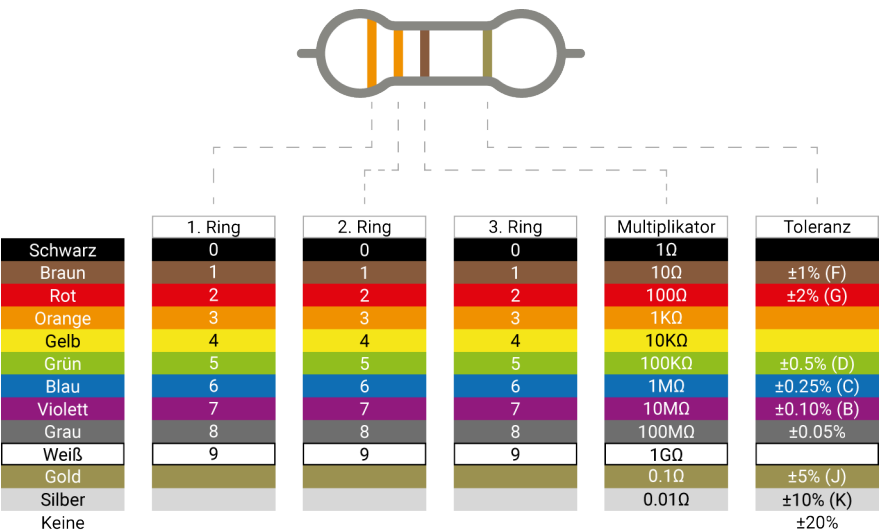 1. Ring 2. Ring 3. Ring Multiplikator Toleranz
Schwarz 0 0 0 1Ω
Braun 1 1 1 10Ω ±1% (F)
Rot 2 2 2 100Ω ±2% (G)
Orange 3 3 3 1KΩ
Gelb 4 4 4 10KΩ
Grün 5 5 5 100KΩ ±0.5% (D)
Blau 6 6 6 1MΩ ±0.25% (C)
Violett 7 7 7 10MΩ ±0.10% (B)
Grau 8 8 8 100MΩ ±0.05%
Weiß 9 9 9 1GΩ
Gold 0.1Ω ±5% (J)
Silber 0.01Ω ±10% (K)
Keine ±20%